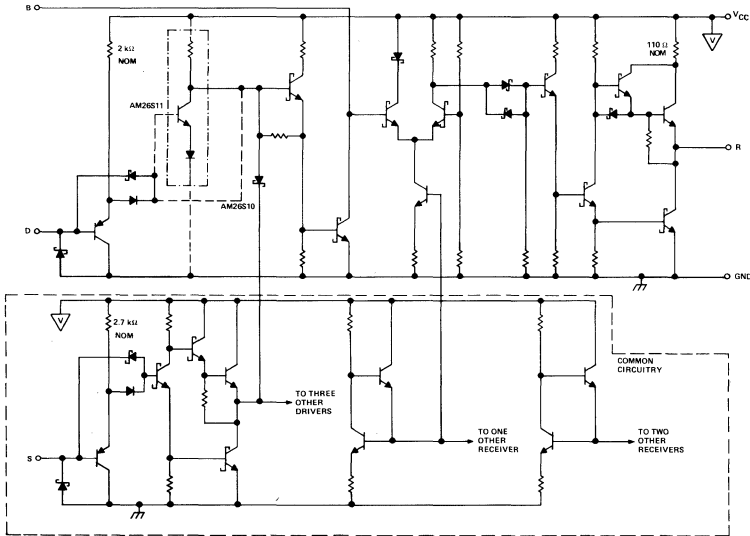 B
VCC
V
2 kΩ
NOM
110 Ω
NOM
AM26S11
R
AM26S10
D
GND
V
2.7 kΩ
NOM
COMMON
CIRCUITRY
TO THREE
OTHER
DRIVERS
TO ONE
OTHER
RECEIVER
TO TWO
OTHER
RECEIVERS
S